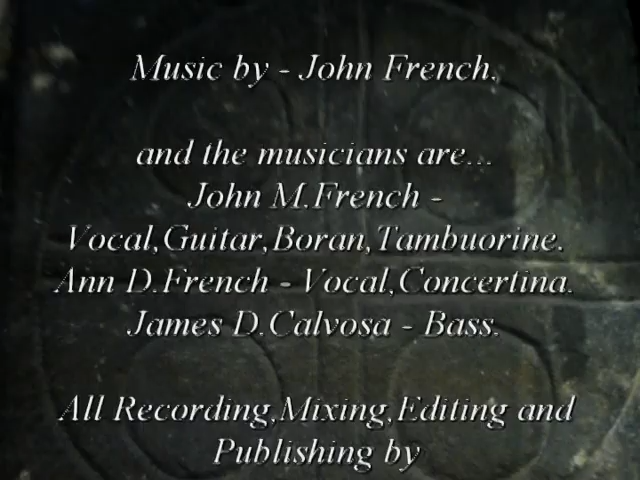 Music by - John French.
and the musicians are...
John M.French -
Vocal,Guitar,Boran,Tambuorine.
Ann D.French - Vocal,Concertina.
James D.Calvosa - Bass.
All Recording,Mixing,Editing and
Publishing by